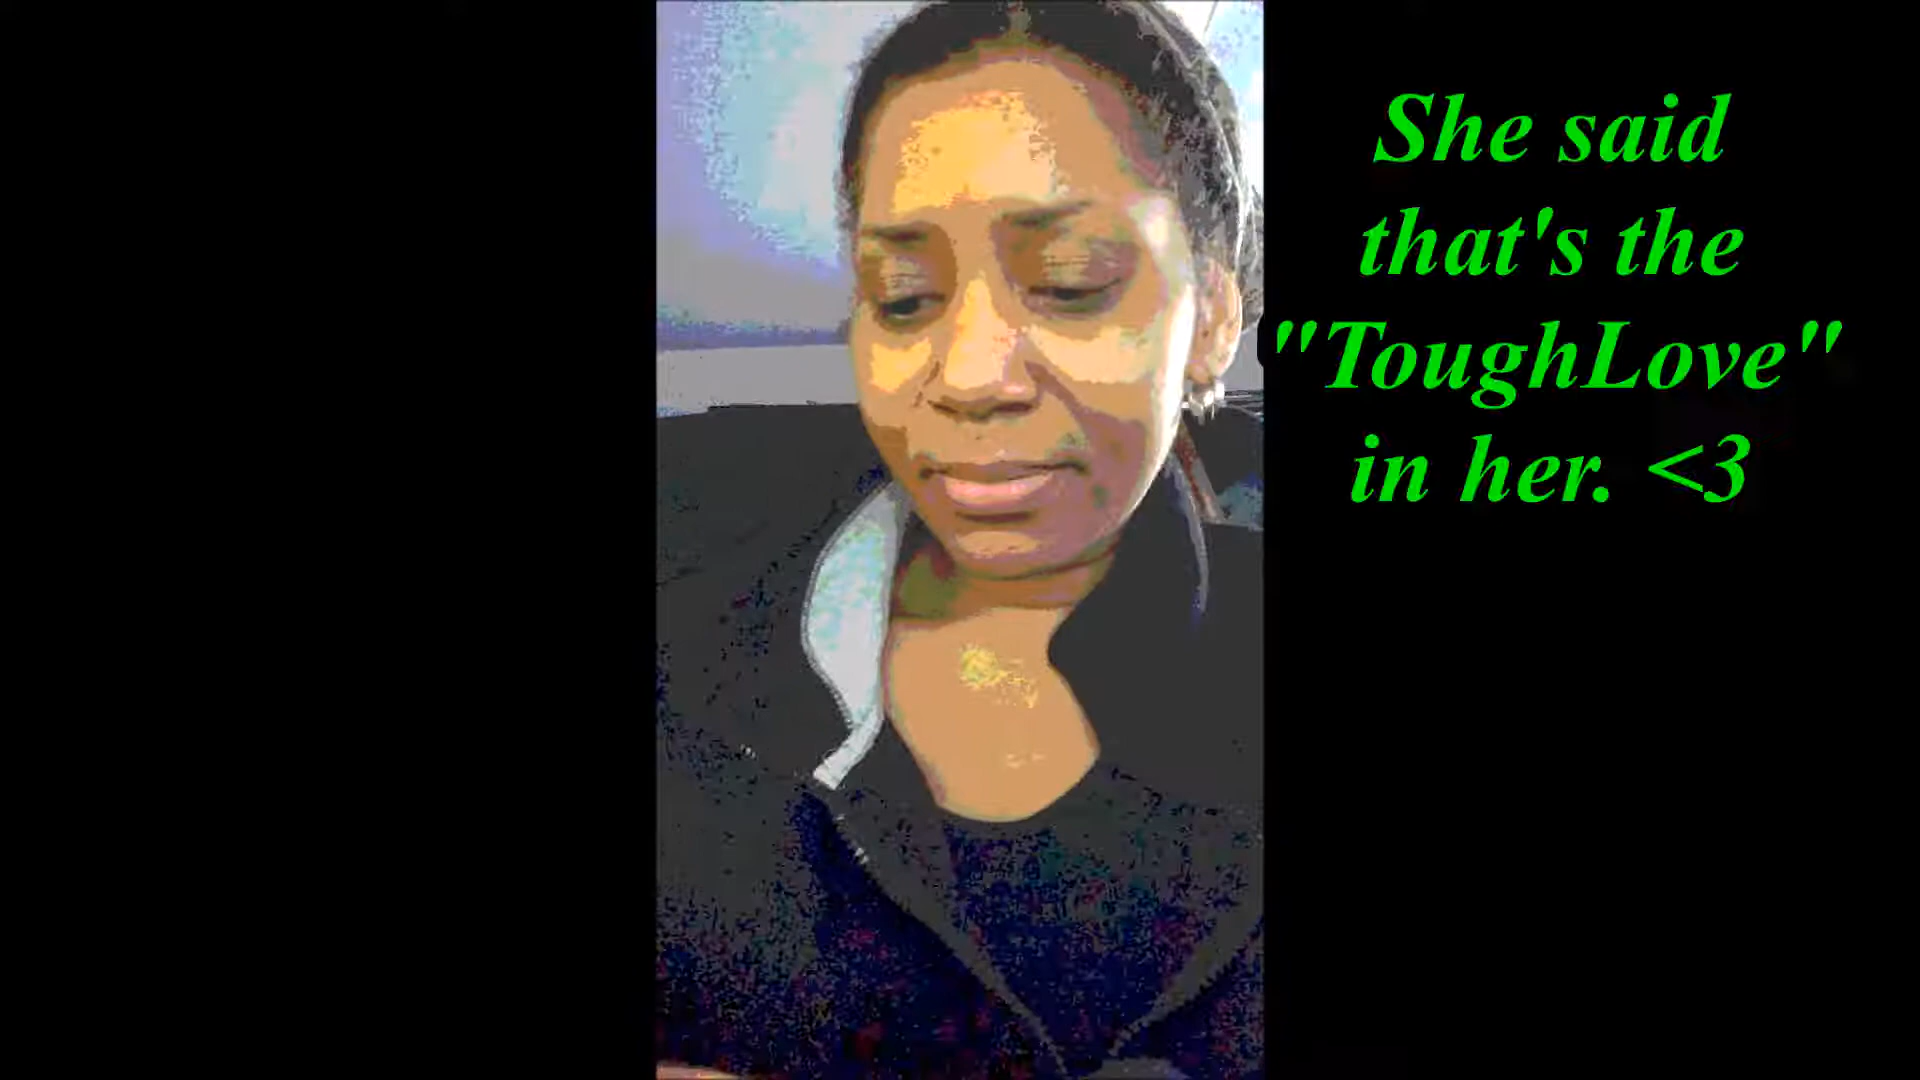 She said
that's the
"ToughLove"
in her. <3